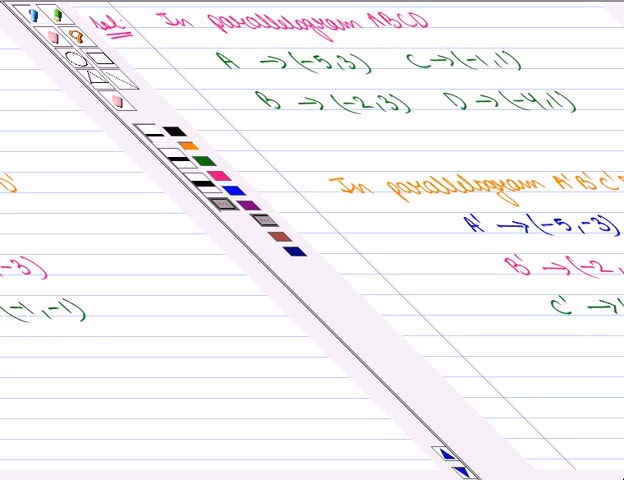 Sol: In parallelogram ABCD
A → (-5,3) C → (-1,1)
B → (-2,3) D → (-4,1)
D'
In parallelogram A'B'C'
A' → (-5,-3)
-3)
B' → (-2,
(-1,-1)
C' →